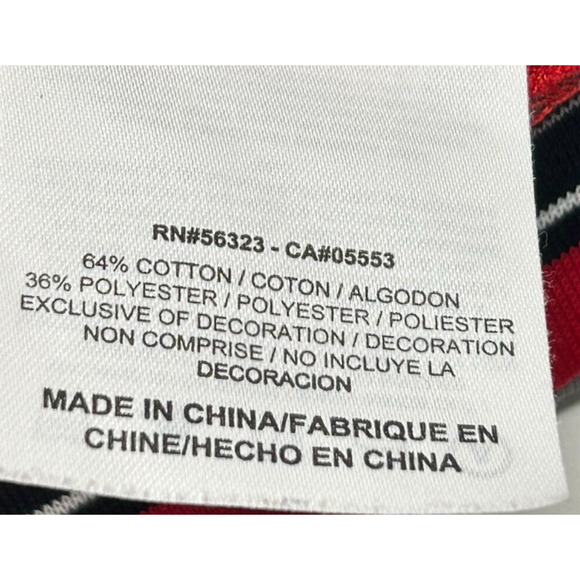 RN#56323 - CA#05553
64% COTTON / COTON / ALGODON
36% POLYESTER / POLYESTER / POLIESTER
EXCLUSIVE OF DECORATION / DECORATION
NON COMPRISE / NO INCLUYE LA
DECORACION
MADE IN CHINA/FABRIQUE EN
CHINE/HECHO EN CHINA